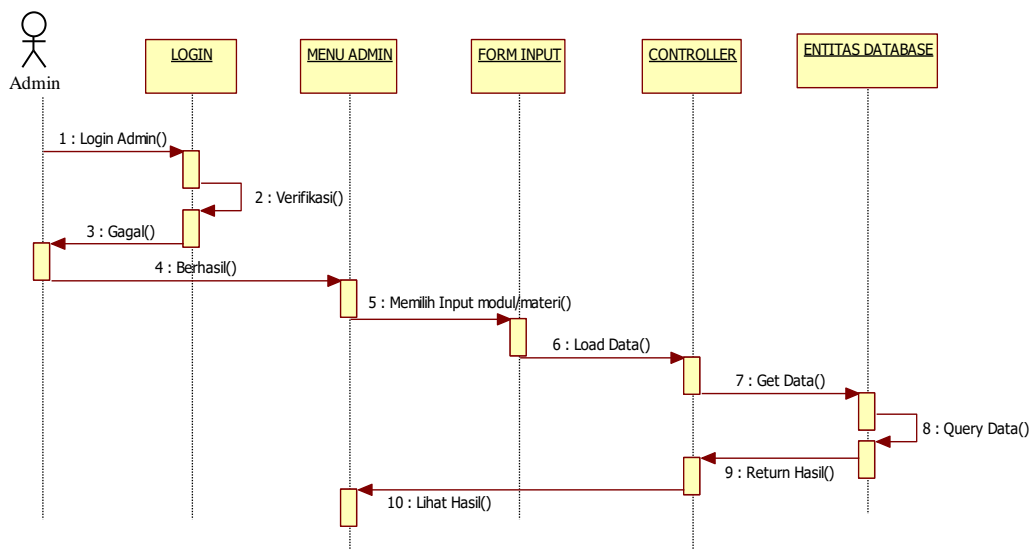 Admin
LOGIN
MENU ADMIN
FORM INPUT
CONTROLLER
ENTITAS DATABASE
1 : Login Admin()
2 : Verifikasi()
3 : Gagal()
4 : Berhasil()
5 : Memilih Input modul/materi()
6 : Load Data()
7 : Get Data()
8 : Query Data()
9 : Return Hasil()
10 : Lihat Hasil()